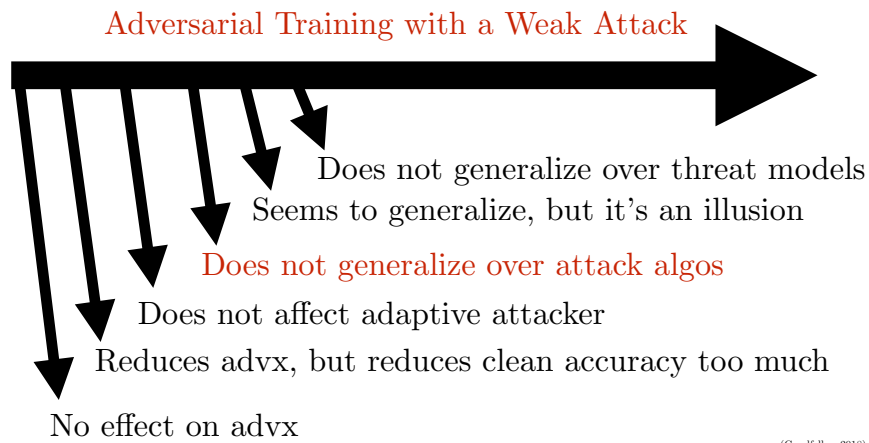 Adversarial Training with a Weak Attack
Does not generalize over threat models
Seems to generalize, but it's an illusion
Does not generalize over attack algos
Does not affect adaptive attacker
Reduces advx, but reduces clean accuracy too much
No effect on advx